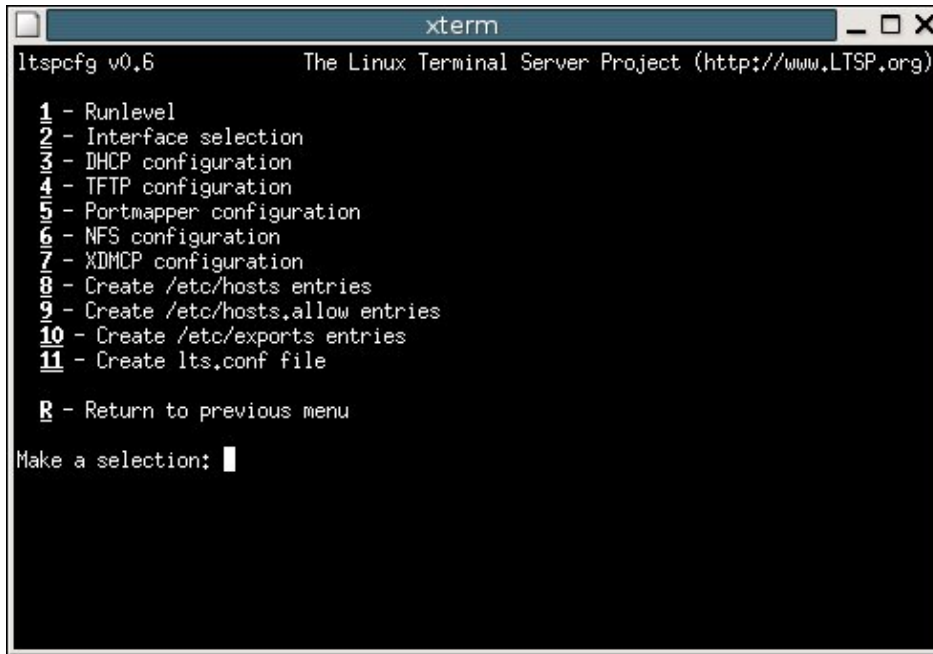 xterm
ltspcfg v0.6 The Linux Terminal Server Project (http://www.LTSP.org)
1 - Runlevel
2 - Interface selection
3 - DHCP configuration
4 - TFTP configuration
5 - Portmapper configuration
6 - NFS configuration
7 - XDMCP configuration
8 - Create /etc/hosts entries
9 - Create /etc/hosts.allow entries
10 - Create /etc/exports entries
11 - Create lts.conf file
R - Return to previous menu
Make a selection: